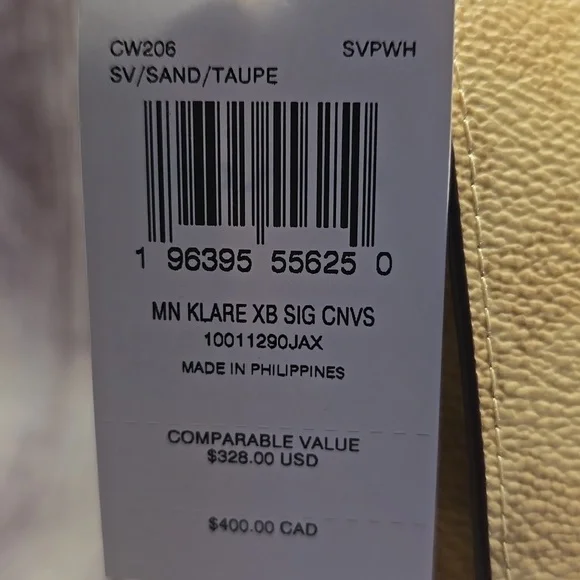 CW206 SVPWH
SV/SAND/TAUPE
1 96395 55625 0
MN KLARE XB SIG CNVS
10011290JAX
MADE IN PHILIPPINES
COMPARABLE VALUE
$328.00 USD
$400.00 CAD